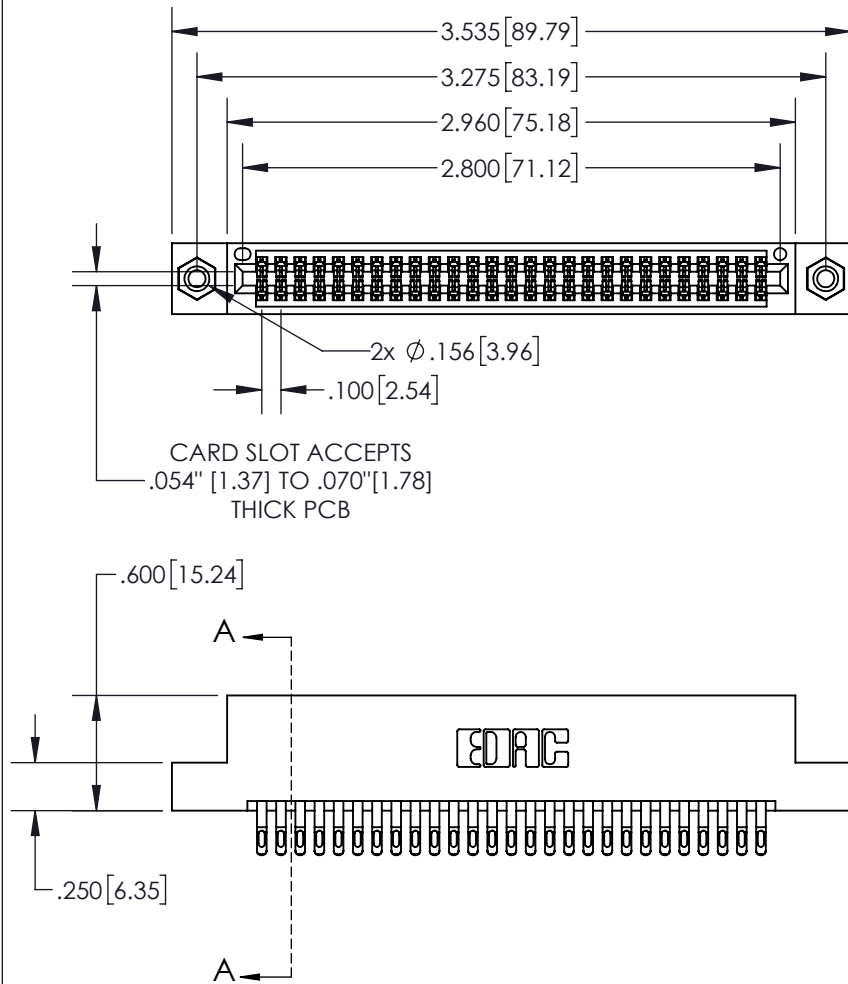 3.535[89.79]
3.275[83.19]
2.960[75.18]
2.800[71.12]
2x Ø.156[3.96]
.100[2.54]
CARD SLOT ACCEPTS
.054" [1.37] TO .070"[1.78]
THICK PCB
.600[15.24]
A
EDAC
.250[6.35]
A